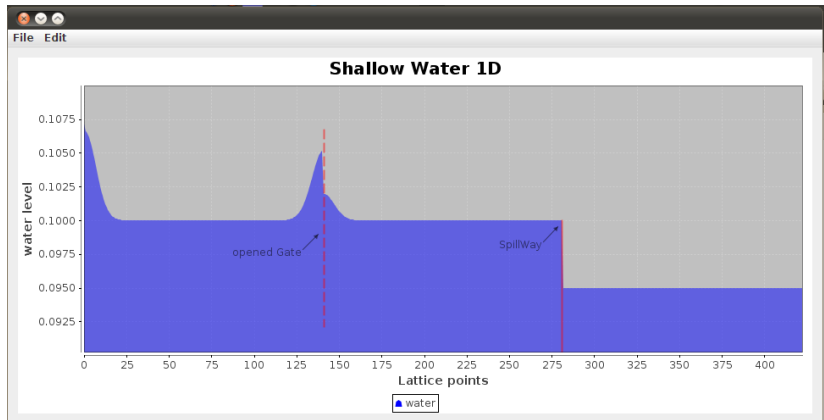 File Edit
Shallow Water 1D
0.1075
0.1050
0.1025
0.1000
0.0975
0.0950
0.0925
water level
opened Gate
SpillWay
0 25 50 75 100 125 150 175 200 225 250 275 300 325 350 375 400
Lattice points
water